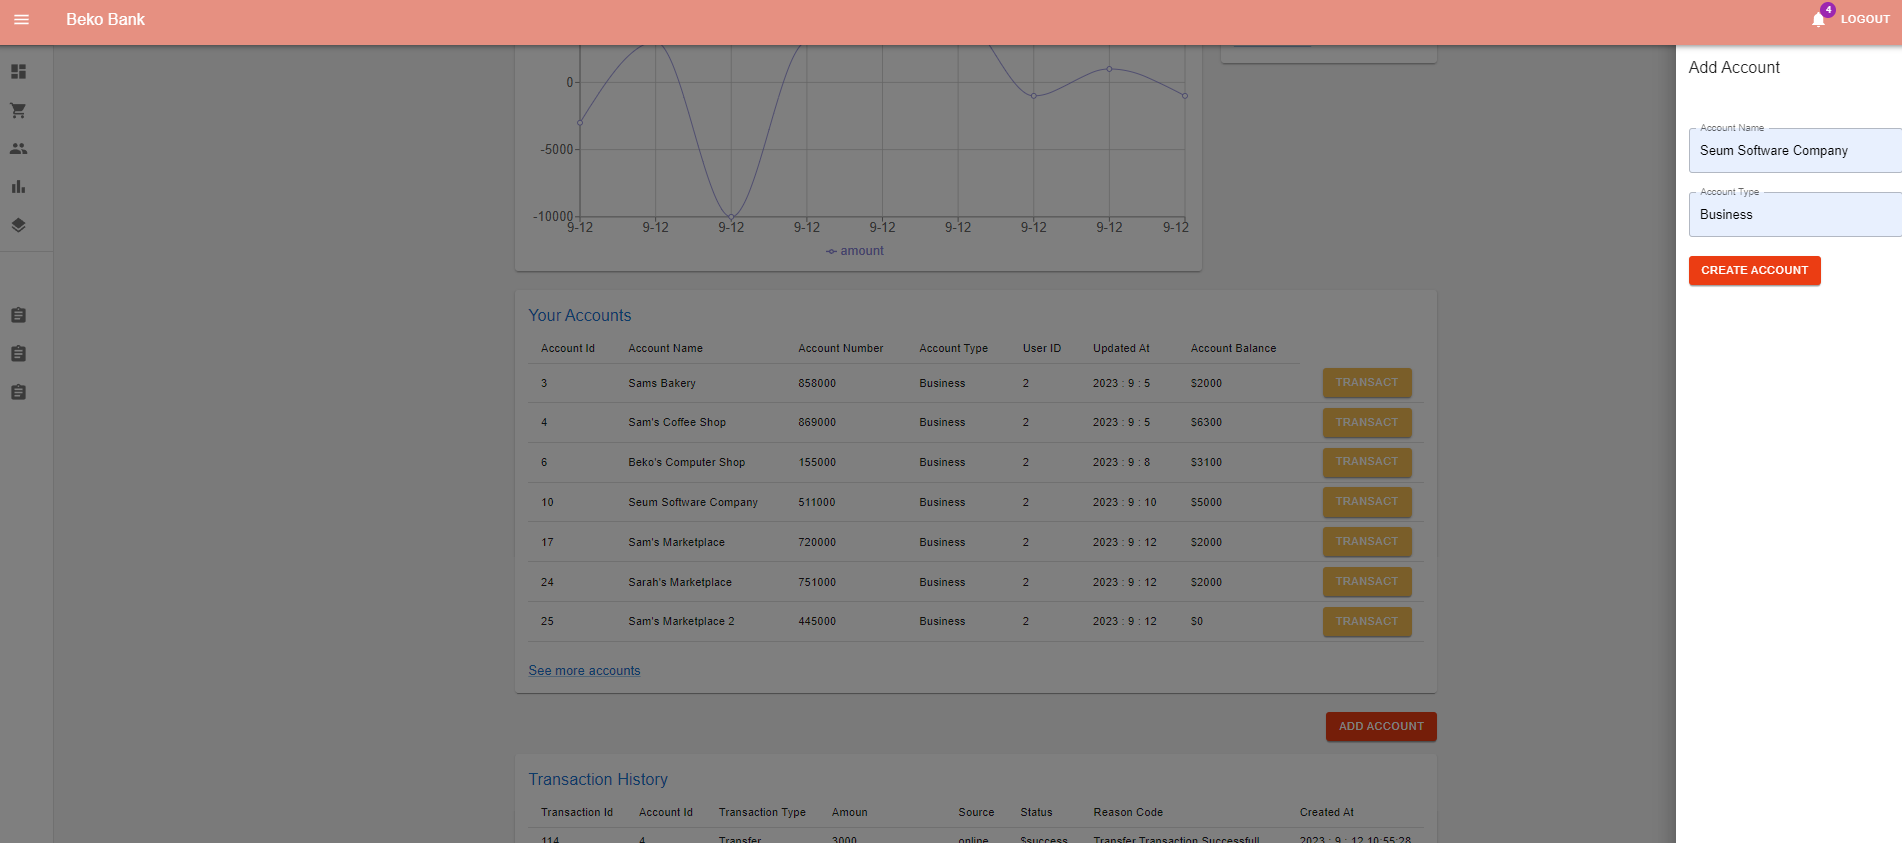 Beko Bank
4
LOGOUT
0
-5000
-10000
9-12 9-12 9-12 9-12 9-12 9-12 9-12 9-12 9-12
amount
Your Accounts
Account Id Account Name Account Number Account Type User ID Updated At Account Balance
3 Sams Bakery 858000 Business 2 2023 : 9 : 5 $2000 TRANSACT
4 Sam's Coffee Shop 869000 Business 2 2023 : 9 : 5 $6300 TRANSACT
6 Beko's Computer Shop 155000 Business 2 2023 : 9 : 8 $3100 TRANSACT
10 Seum Software Company 511000 Business 2 2023 : 9 : 10 $5000 TRANSACT
17 Sam's Marketplace 720000 Business 2 2023 : 9 : 12 $2000 TRANSACT
24 Sarah's Marketplace 751000 Business 2 2023 : 9 : 12 $2000 TRANSACT
25 Sam's Marketplace 2 445000 Business 2 2023 : 9 : 12 $0 TRANSACT
See more accounts
ADD ACCOUNT
Transaction History
Transaction Id Account Id Transaction Type Amoun Source Status Reason Code Created At
114 4 Transfer 3000 online $success Transfer Transaction Successfull 2023 : 9 : 12 10:55:28
Add Account
Account Name
Seum Software Company
Account Type
Business
CREATE ACCOUNT